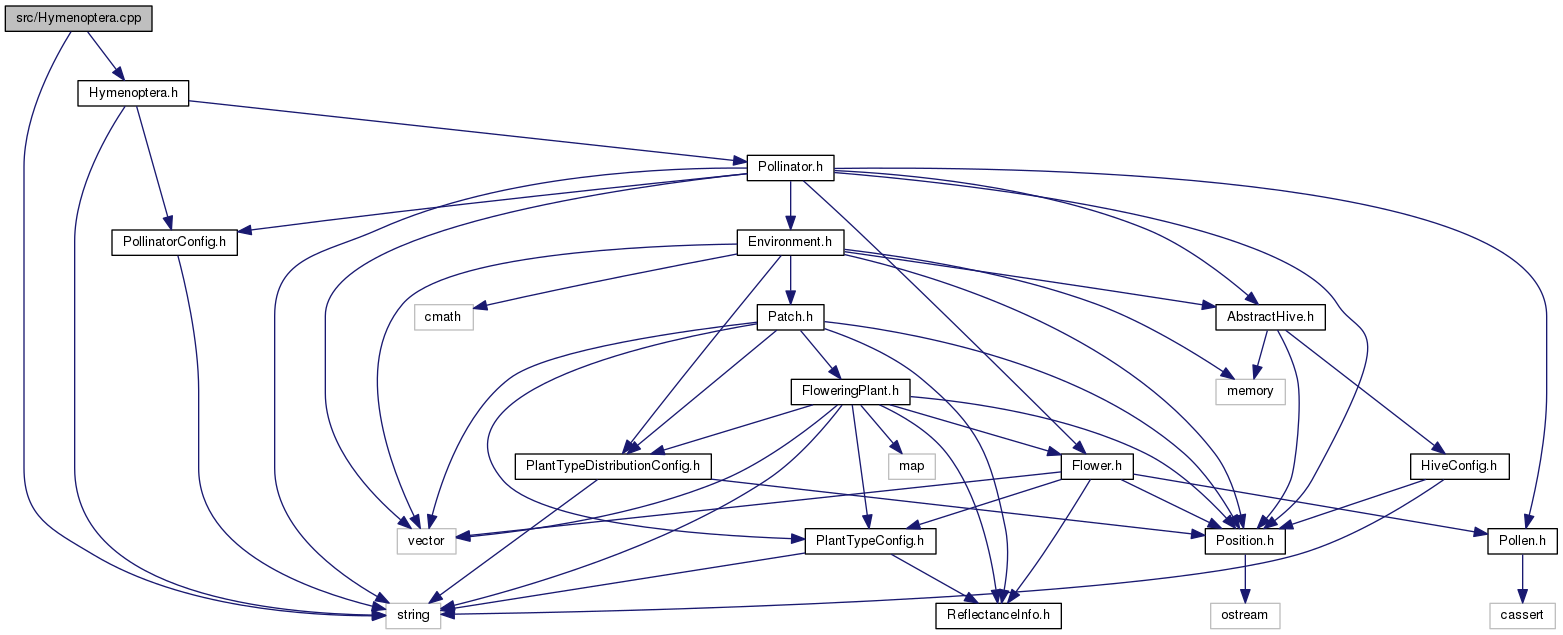 src/Hymenoptera.cpp
Hymenoptera.h
Pollinator.h
PollinatorConfig.h
Environment.h
cmath
Patch.h
AbstractHive.h
FloweringPlant.h
memory
PlantTypeDistributionConfig.h
map
Flower.h
HiveConfig.h
vector
PlantTypeConfig.h
Position.h
Pollen.h
string
ReflectanceInfo.h
ostream
cassert